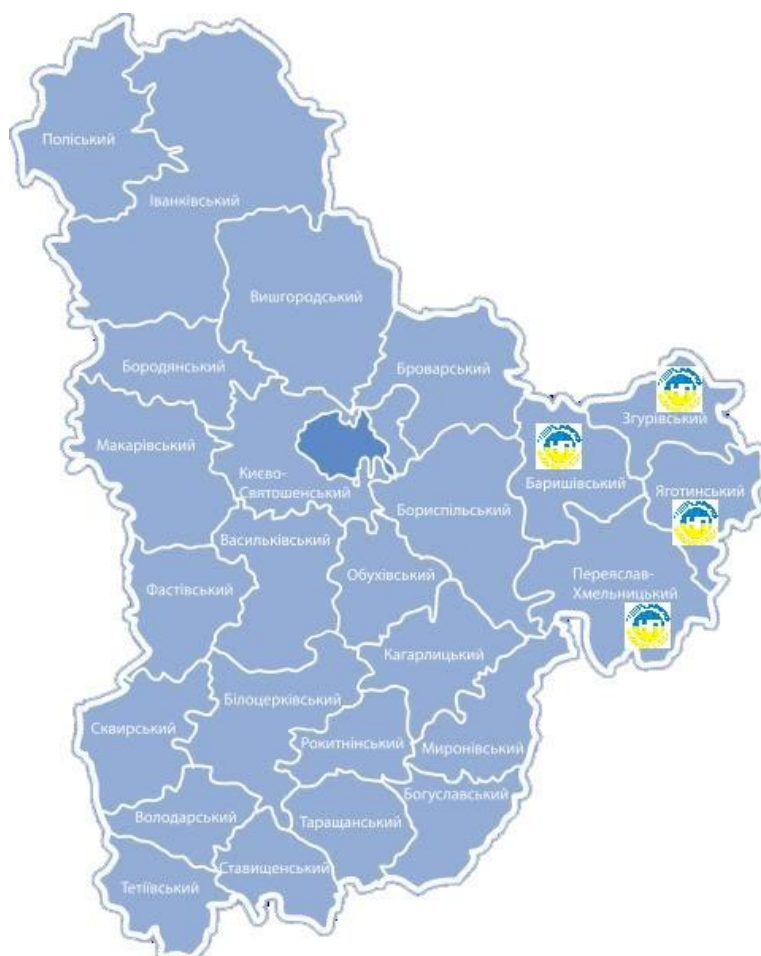 Поліський
Іванківський
Вишгородський
Бородянський
Броварський
Згурівський
Макарівський
Києво-
Святошенський
Баришівський
Яготинський
Бориспільський
Васильківський
Фастівський
Обухівський
Переяслав-
Хмельницький
Кагарлицький
Білоцерківський
Сквирський
Рокитнінський
Миронівський
Богуславський
Володарський
Таращанський
Ставищенський
Тетіївський